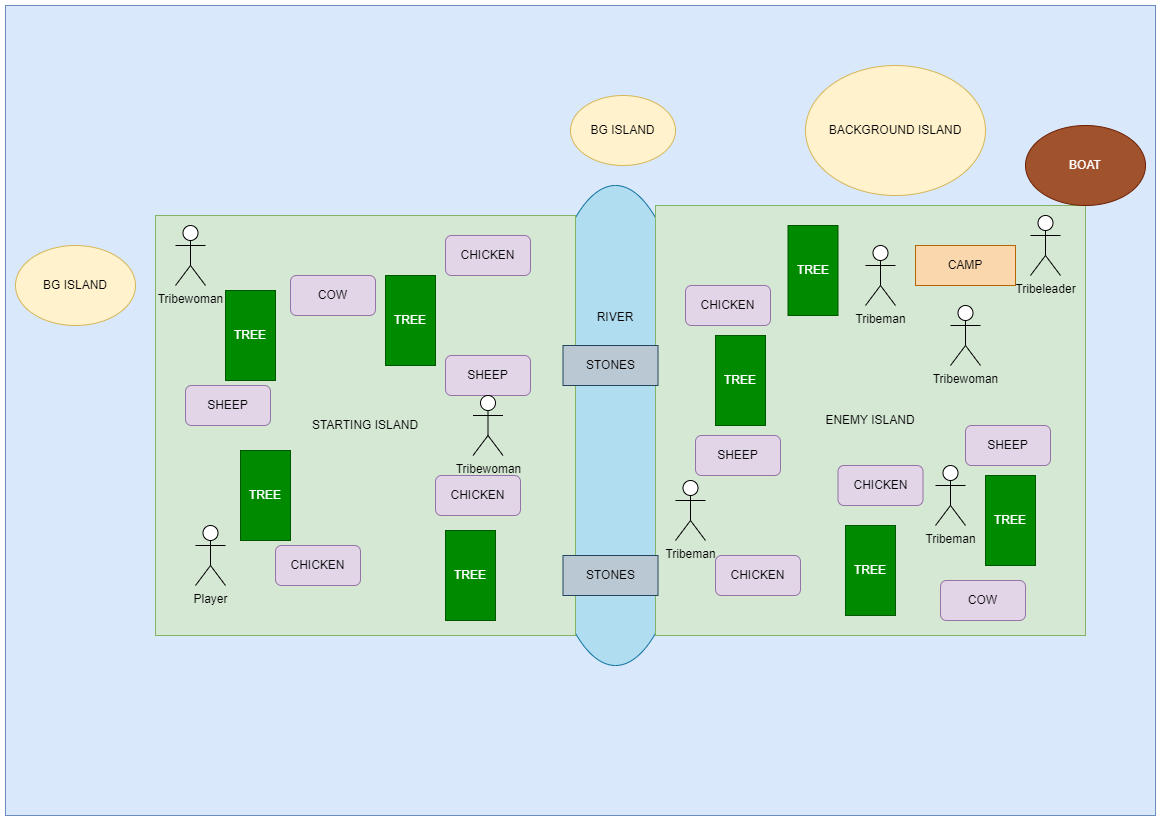 BG ISLAND
BACKGROUND ISLAND
BOAT
BG ISLAND
Tribewoman
CHICKEN
COW
TREE
TREE
SHEEP
SHEEP
STARTING ISLAND
Tribewoman
TREE
CHICKEN
CHICKEN
TREE
Player
RIVER
STONES
STONES
TREE
CAMP
Tribeleader
CHICKEN
Tribeman
TREE
Tribewoman
ENEMY ISLAND
SHEEP
SHEEP
CHICKEN
TREE
Tribeman
Tribeman
CHICKEN
TREE
COW